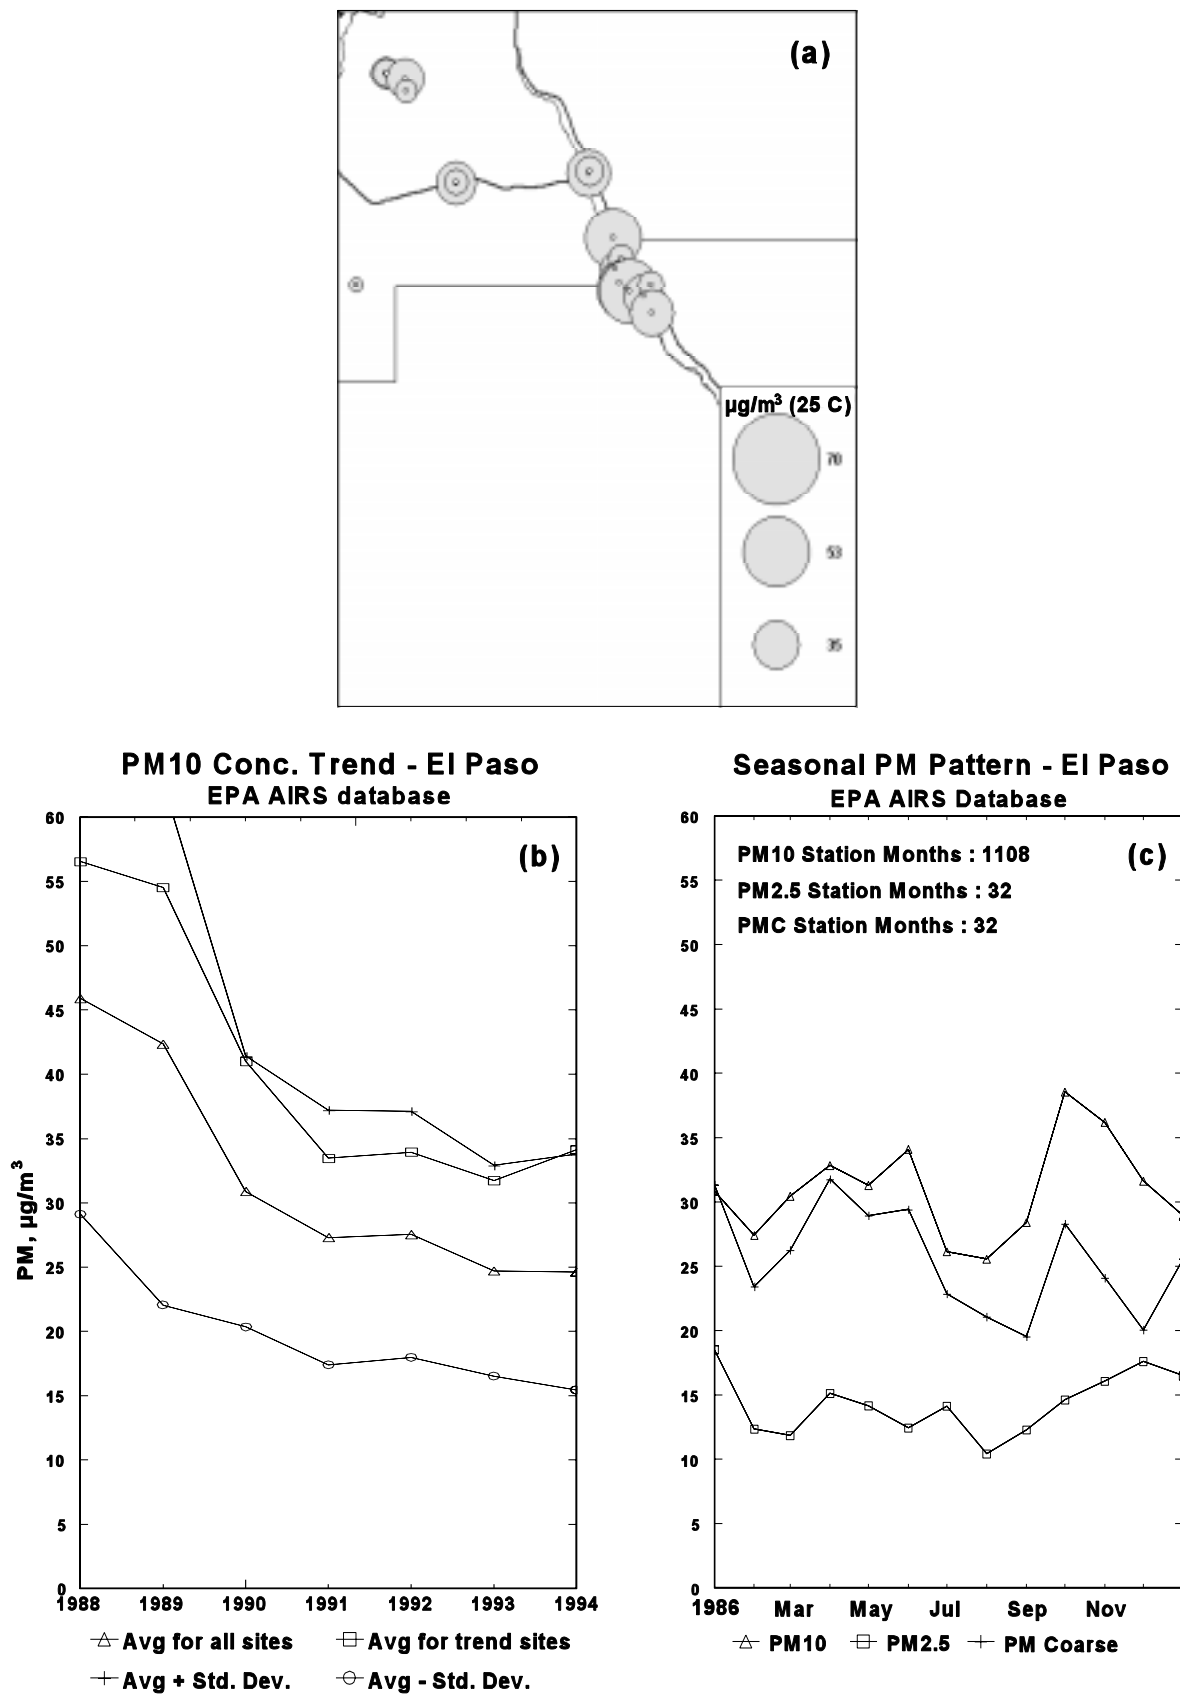 (a)
µg/m³ (25 C)
70
53
35
PM10 Conc. Trend - El Paso
EPA AIRS database
(b)
60
55
50
45
40
35
30
25
20
15
10
5
0
PM, µg/m³
1988 1989 1990 1991 1992 1993 1994
Avg for all sites
Avg for trend sites
Avg + Std. Dev.
Avg - Std. Dev.
Seasonal PM Pattern - El Paso
EPA AIRS Database
(c)
PM10 Station Months : 1108
PM2.5 Station Months : 32
PMC Station Months : 32
60
55
50
45
40
35
30
25
20
15
10
5
0
1986 Mar May Jul Sep Nov
PM10 PM2.5 PM Coarse